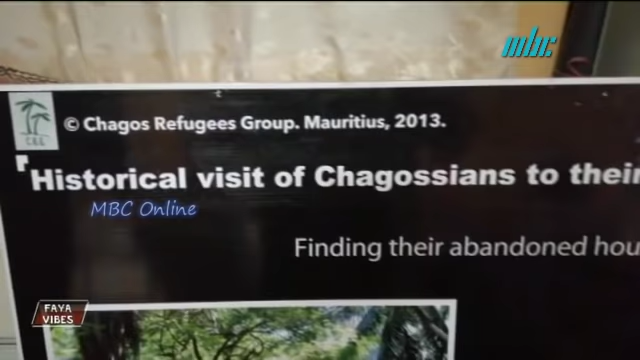 mbc
C.R.G
© Chagos Refugees Group. Mauritius, 2013.
Historical visit of Chagossians to their
MBC Online
Finding their abandoned hou
FAYA
VIBES